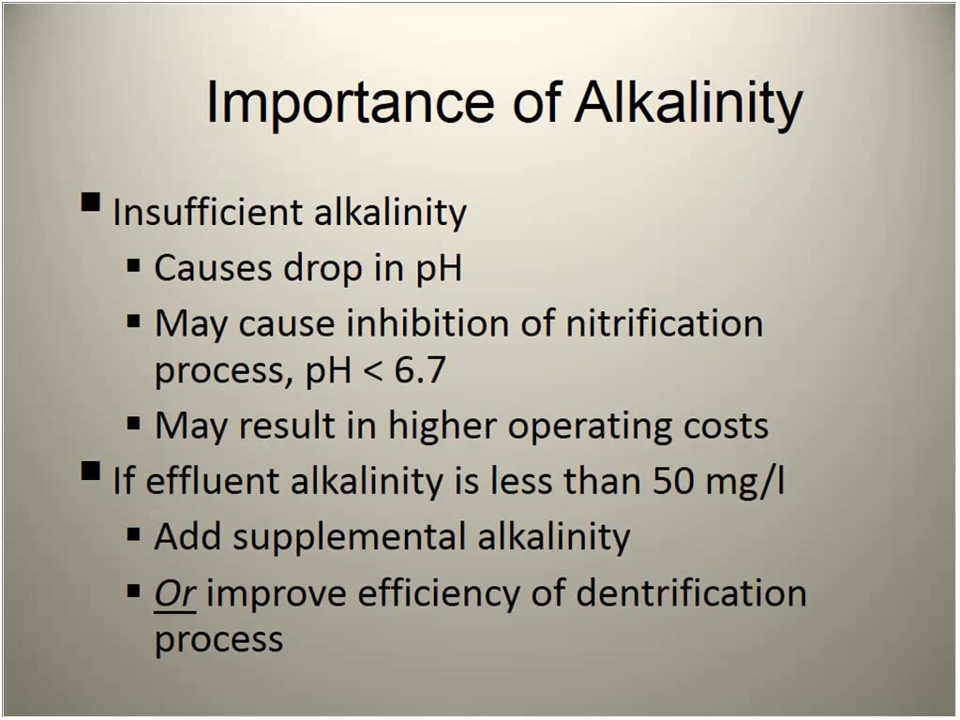 Importance of Alkalinity
▪ Insufficient alkalinity
▪ Causes drop in pH
▪ May cause inhibition of nitrification
process, pH < 6.7
▪ May result in higher operating costs
▪ If effluent alkalinity is less than 50 mg/l
▪ Add supplemental alkalinity
▪ Or improve efficiency of dentrification
process